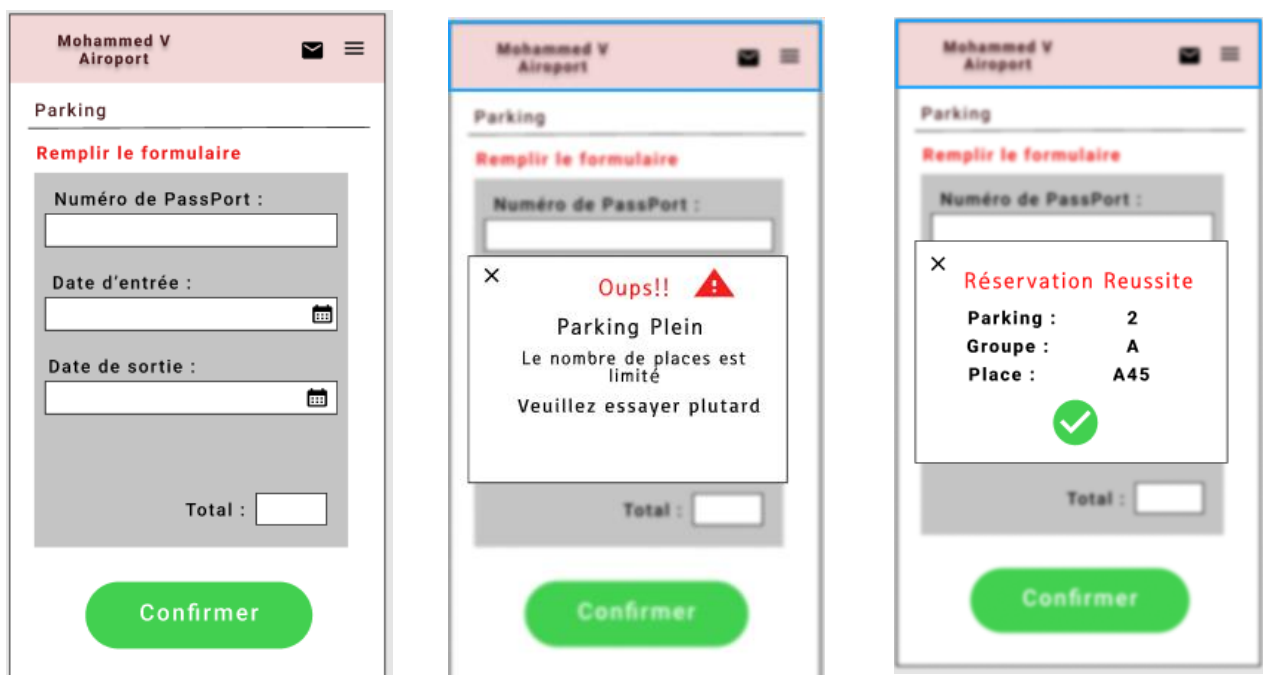 Mohammed V
Airoport
Parking
Remplir le formulaire
Numéro de PassPort :
Date d'entrée :
Date de sortie :
Total :
Confirmer
Mohammed V
Airoport
Parking
Remplir le formulaire
Numéro de PassPort :
Oups!!
Parking Plein
Le nombre de places est
limité
Veuillez essayer plutard
Total :
Confirmer
Mohammed V
Airoport
Parking
Remplir le formulaire
Numéro de PassPort :
Réservation Reussite
Parking : 2
Groupe : A
Place : A45
Total :
Confirmer